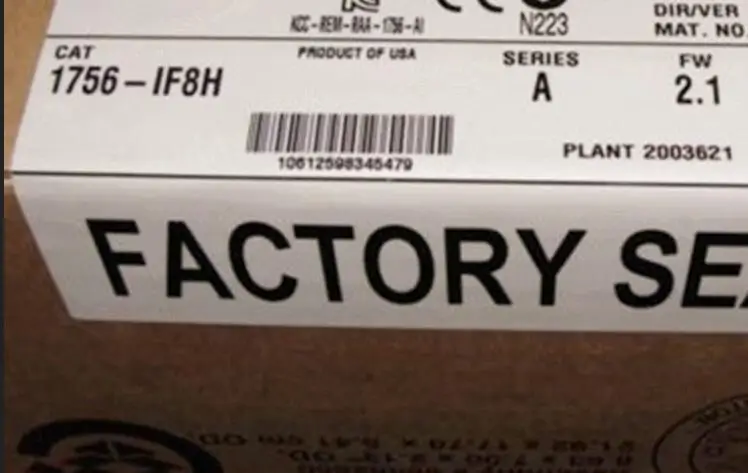 KCC-REM-RAA-1756-AI
N223
DIR/VER
MAT. NO.
CAT
PRODUCT OF USA
SERIES
FW
1756-IF8H
A
2.1
10612598345479
PLANT 2003621
FACTORY SE